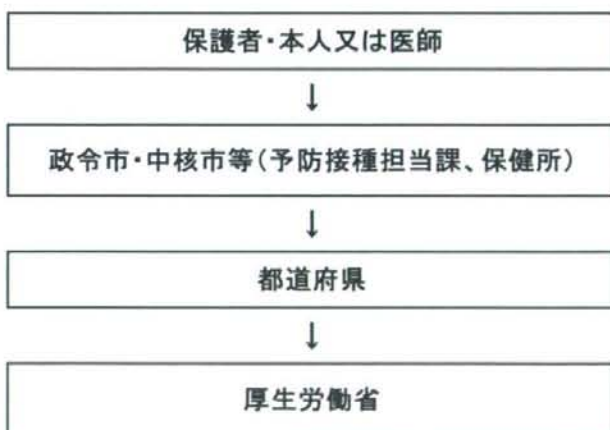 保護者・本人又は医師
↓
政令市・中核市等(予防接種担当課、保健所)
↓
都道府県
↓
厚生労働省